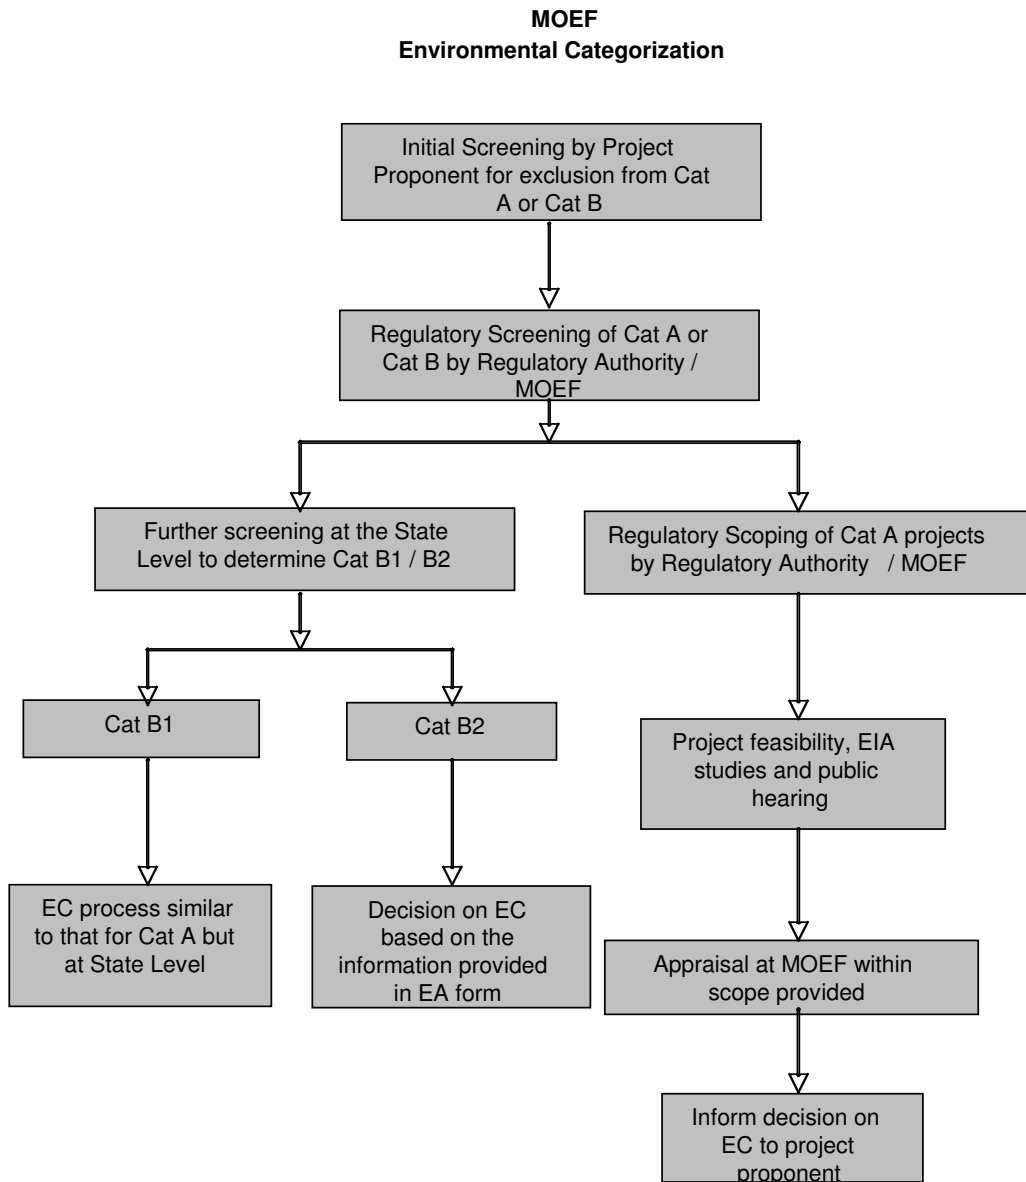 MOEF
Environmental Categorization
Initial Screening by Project
Proponent for exclusion from Cat
A or Cat B
Regulatory Screening of Cat A or
Cat B by Regulatory Authority /
MOEF
Further screening at the State
Level to determine Cat B1 / B2
Regulatory Scoping of Cat A projects
by Regulatory Authority / MOEF
Cat B1
Cat B2
Project feasibility, EIA
studies and public
hearing
EC process similar
to that for Cat A but
at State Level
Decision on EC
based on the
information provided
in EA form
Appraisal at MOEF within
scope provided
Inform decision on
EC to project
proponent